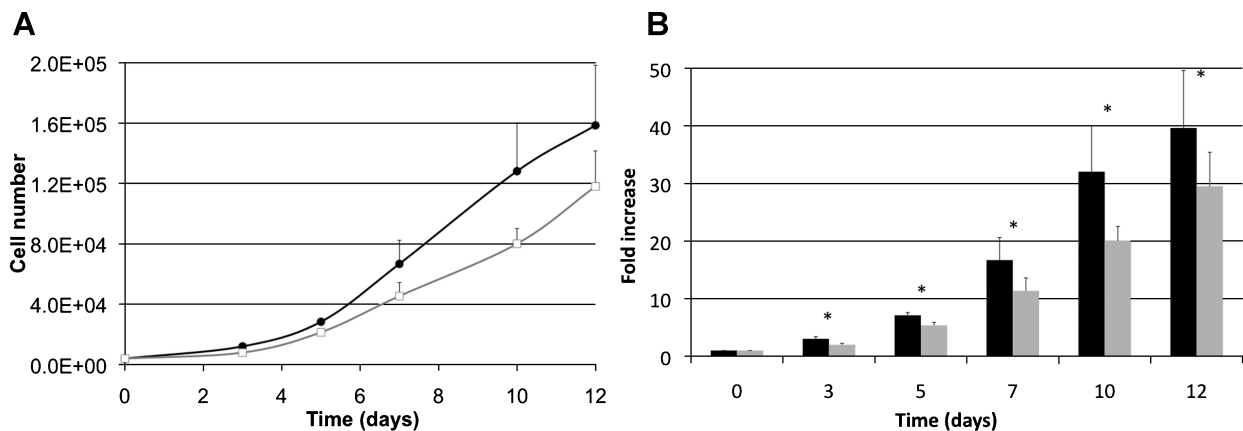 A
2.0E+05
1.6E+05
1.2E+05
8.0E+04
4.0E+04
0.0E+00
Cell number
0 2 4 6 8 10 12
Time (days)
B
50
40
30
20
10
0
Fold increase
* * * * *
0 3 5 7 10 12
Time (days)